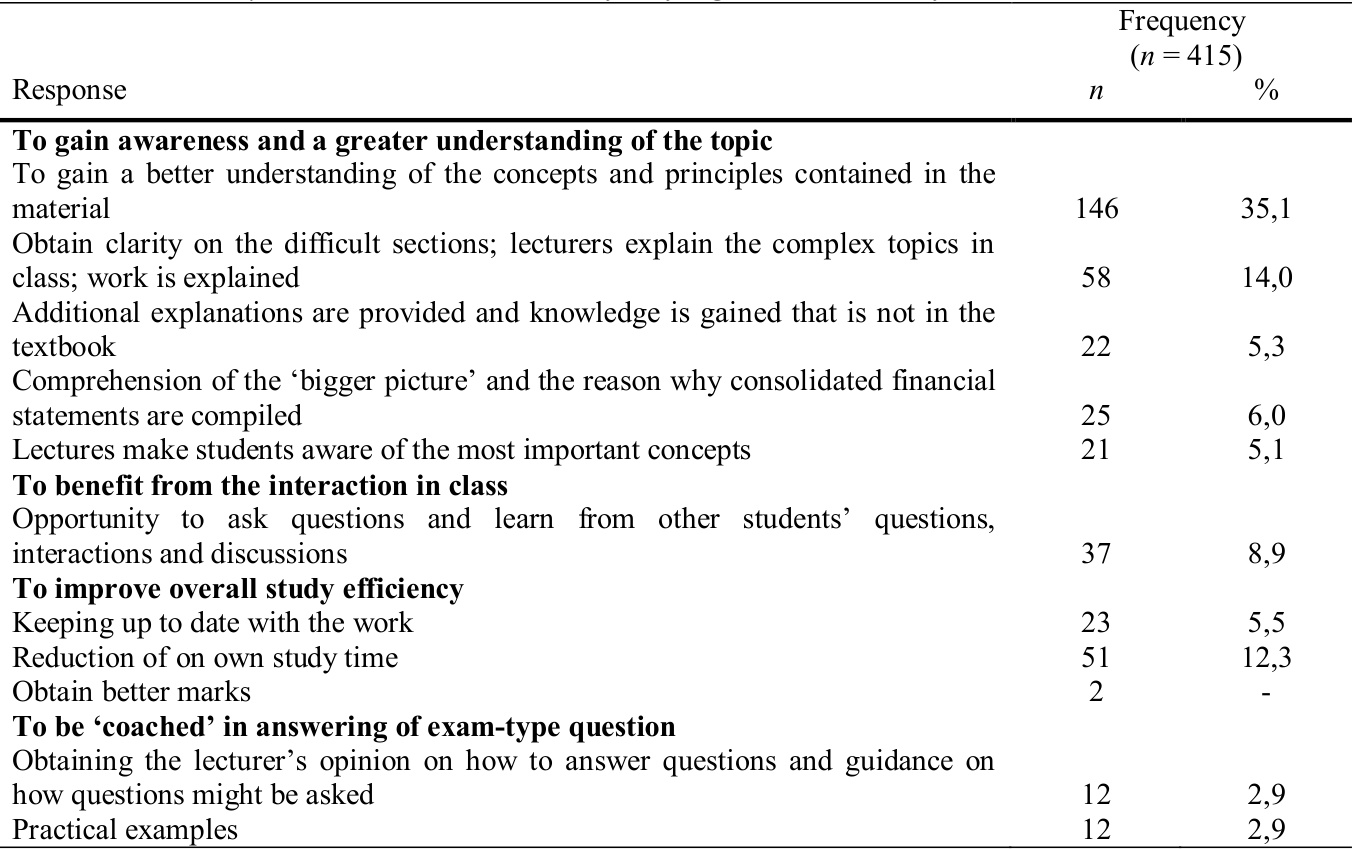 Frequency
(n = 415)
Response n %
To gain awareness and a greater understanding of the topic
To gain a better understanding of the concepts and principles contained in the
material 146 35,1
Obtain clarity on the difficult sections; lecturers explain the complex topics in
class; work is explained 58 14,0
Additional explanations are provided and knowledge is gained that is not in the
textbook 22 5,3
Comprehension of the ‘bigger picture’ and the reason why consolidated financial
statements are compiled 25 6,0
Lectures make students aware of the most important concepts 21 5,1
To benefit from the interaction in class
Opportunity to ask questions and learn from other students’ questions,
interactions and discussions 37 8,9
To improve overall study efficiency
Keeping up to date with the work 23 5,5
Reduction of on own study time 51 12,3
Obtain better marks 2 -
To be ‘coached’ in answering of exam-type question
Obtaining the lecturer’s opinion on how to answer questions and guidance on
how questions might be asked 12 2,9
Practical examples 12 2,9